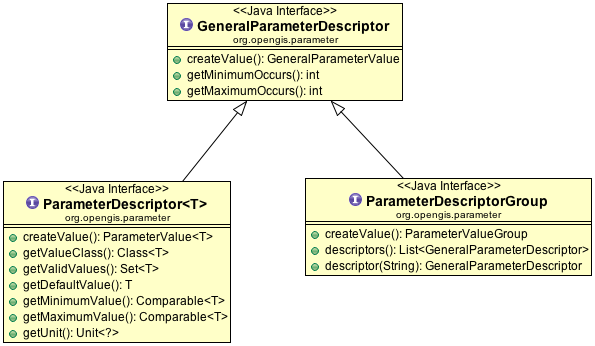 <<Java Interface>>
I GeneralParameterDescriptor
org.opengis.parameter
createValue(): GeneralParameterValue
getMinimumOccurs(): int
getMaximumOccurs(): int
<<Java Interface>>
I ParameterDescriptor<T>
org.opengis.parameter
createValue(): ParameterValue<T>
getValueClass(): Class<T>
getValidValues(): Set<T>
getDefaultValue(): T
getMinimumValue(): Comparable<T>
getMaximumValue(): Comparable<T>
getUnit(): Unit<?>
<<Java Interface>>
I ParameterDescriptorGroup
org.opengis.parameter
createValue(): ParameterValueGroup
descriptors(): List<GeneralParameterDescriptor>
descriptor(String): GeneralParameterDescriptor